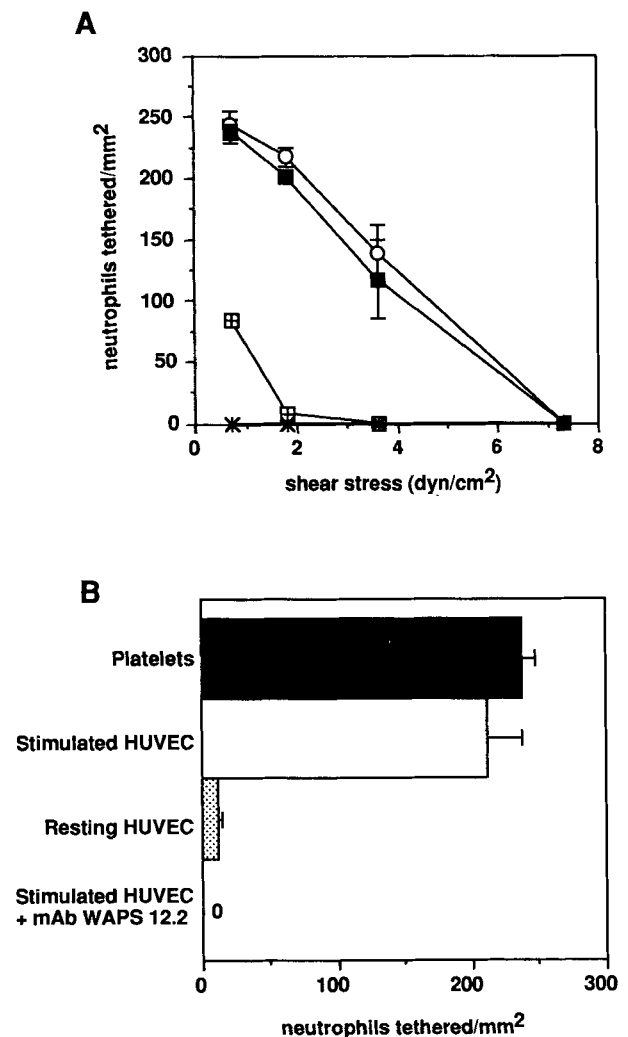 A
300
250
200
150
100
50
0
neutrophils tethered/mm2
0 2 4 6 8
shear stress (dyn/cm2)
B
Platelets
Stimulated HUVEC
Resting HUVEC
Stimulated HUVEC
+ mAb WAPS 12.2
0
0 100 200 300
neutrophils tethered/mm2